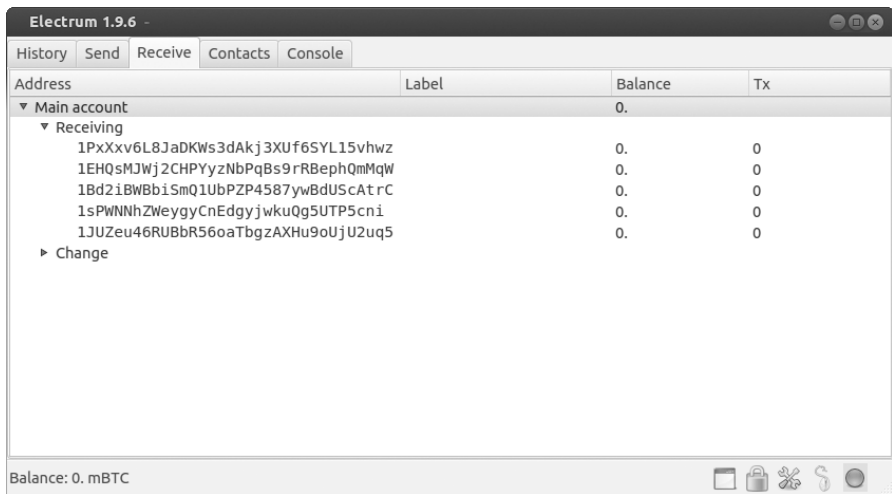 Electrum 1.9.6 -
History Send Receive Contacts Console
Address Label Balance Tx
Main account 0.
Receiving
1PxXxv6L8JaDKWs3dAkj3XUf6SYL15vhwz 0. 0
1EHQsMJWj2CHPYyzNbPqBs9rRBephQmMqW 0. 0
1Bd2iBWBbiSmQ1UbPZP4587ywBdUScAtrC 0. 0
1sPWNNhZWeygyCnEdgyjwkuQg5UTP5cni 0. 0
1JUZeu46RUBbR56oaTbgzAXHu9oUjU2uq5 0. 0
Change
Balance: 0. mBTC